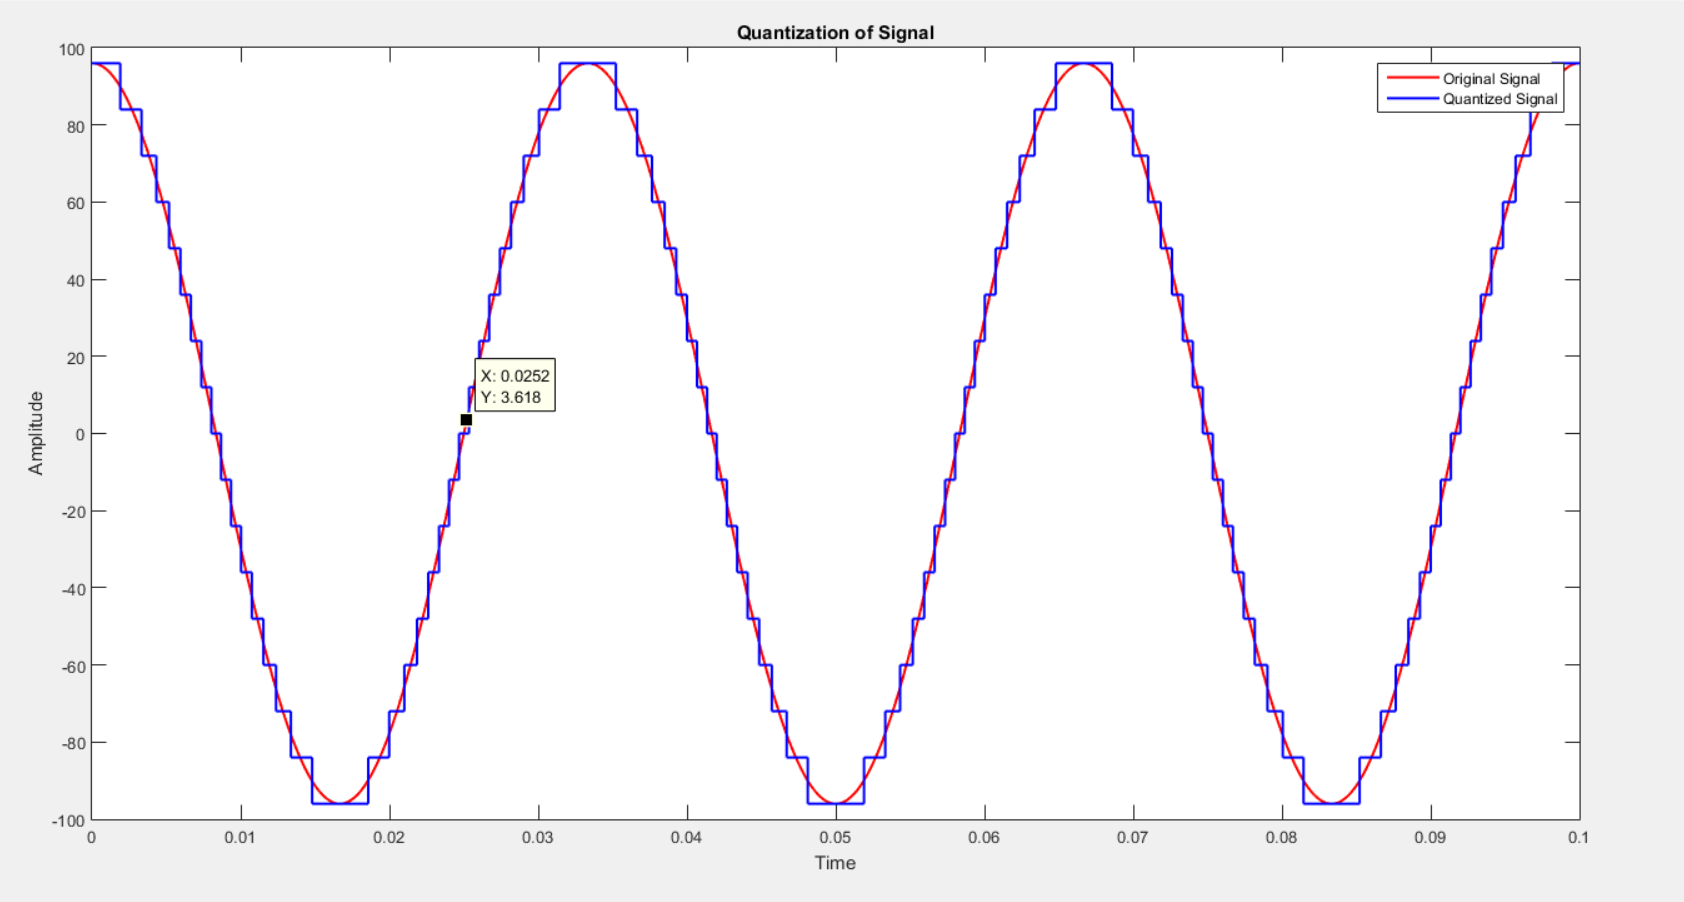 Quantization of Signal
Original Signal
Quantized Signal
100
80
60
40
20
0
-20
-40
-60
-80
-100
Amplitude
X: 0.0252
Y: 3.618
0 0.01 0.02 0.03 0.04 0.05 0.06 0.07 0.08 0.09 0.1
Time